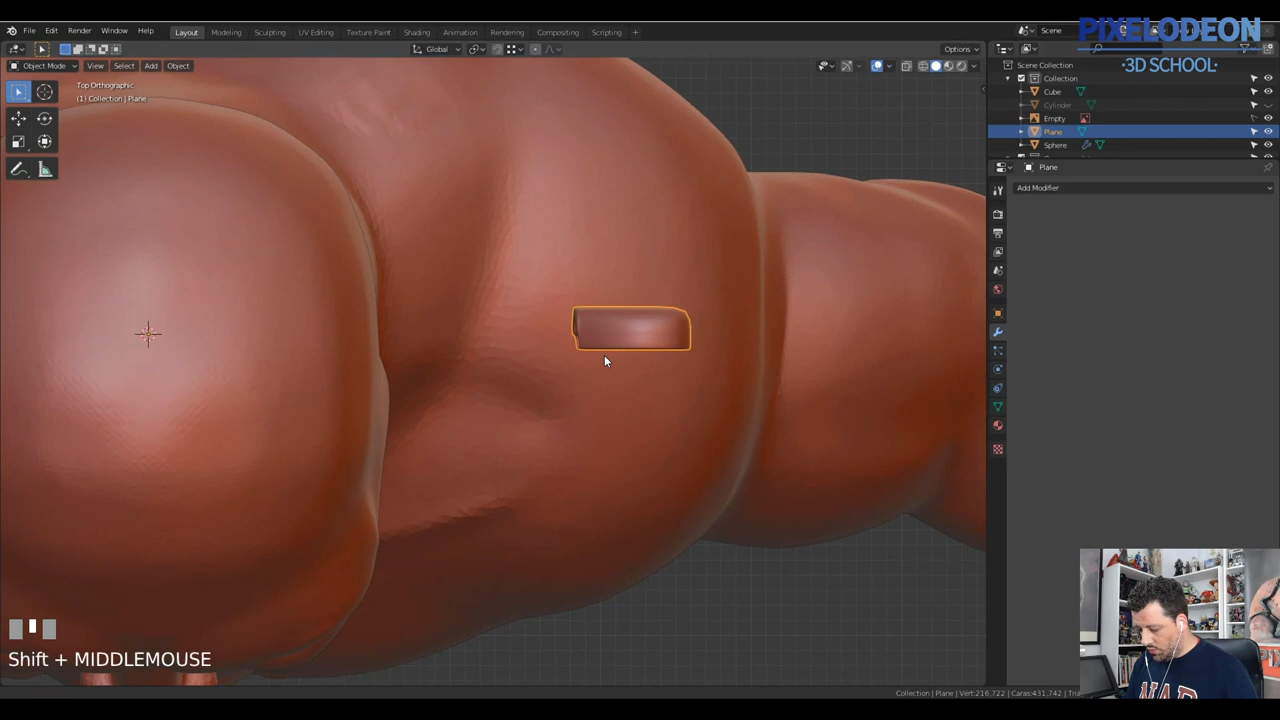 File Edit Render Window Help
Layout Modeling Sculpting UV Editing Texture Paint Shading Animation Rendering Compositing Scripting +
Scene
PIXELODEON
·3D SCHOOL·
Global
Options
Object Mode View Select Add Object
Top Orthographic
(1) Collection | Plane
Scene Collection
Collection
Cube
Cylinder
Empty
Plane
Sphere
Plane
Add Modifier
Shift + MIDDLEMOUSE
Collection | Plane | Vert:216,722 | Caras:431,742 | Tria